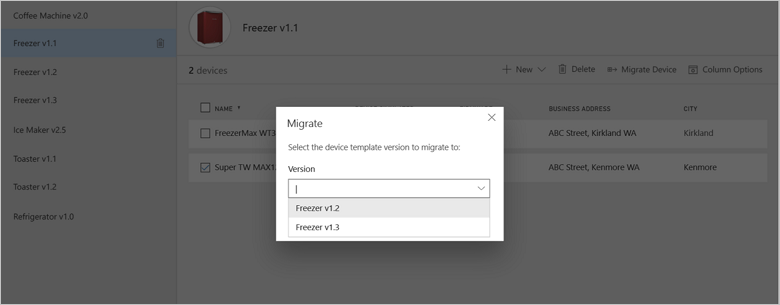 Coffee Machine v2.0
Freezer v1.1
Freezer v1.2
Freezer v1.3
Ice Maker v2.5
Toaster v1.1
Toaster v1.2
Refrigerator v1.0
Freezer v1.1
2 devices
New
Delete
Migrate Device
Column Options
NAME
BUSINESS ADDRESS
CITY
FreezerMax WT3
ABC Street, Kirkland WA
Kirkland
Super TW MAX1
ABC Street, Kenmore WA
Kenmore
Migrate
Select the device template version to migrate to:
Version
Freezer v1.2
Freezer v1.3